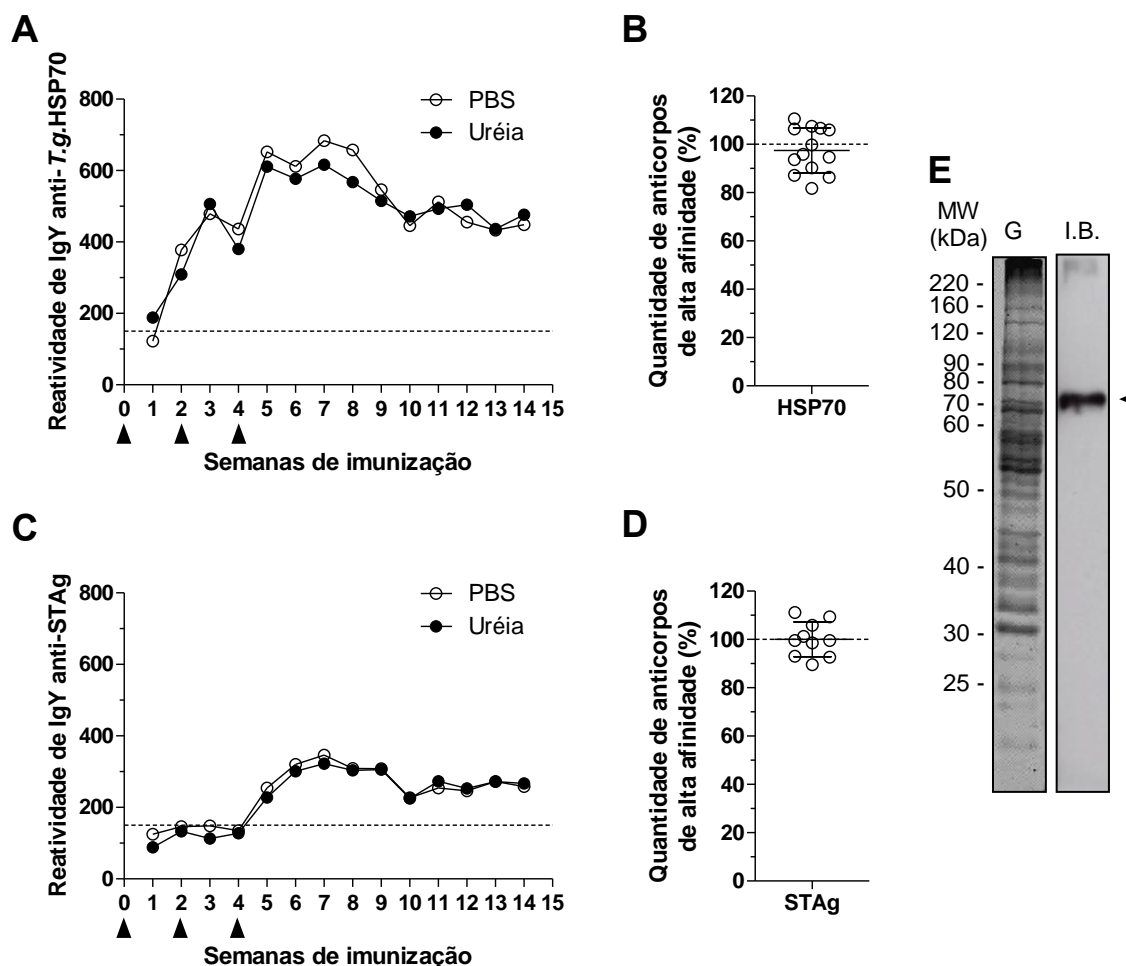 A
Reatividade de IgY anti-T.g.HSP70
800
600
400
200
0
PBS
Uréia
0 1 2 3 4 5 6 7 8 9 10 11 12 13 14 15
Semanas de imunização
B
Quantidade de anticorpos
de alta afinidade (%)
120
100
80
60
40
20
0
HSP70
C
Reatividade de IgY anti-STAg
800
600
400
200
0
PBS
Uréia
0 1 2 3 4 5 6 7 8 9 10 11 12 13 14 15
Semanas de imunização
D
Quantidade de anticorpos
de alta afinidade (%)
120
100
80
60
40
20
0
STAg
E
MW
(kDa)
G
I.B.
220 -
160 -
120 -
90 -
80 -
70 -
60 -
50 -
40 -
30 -
25 -